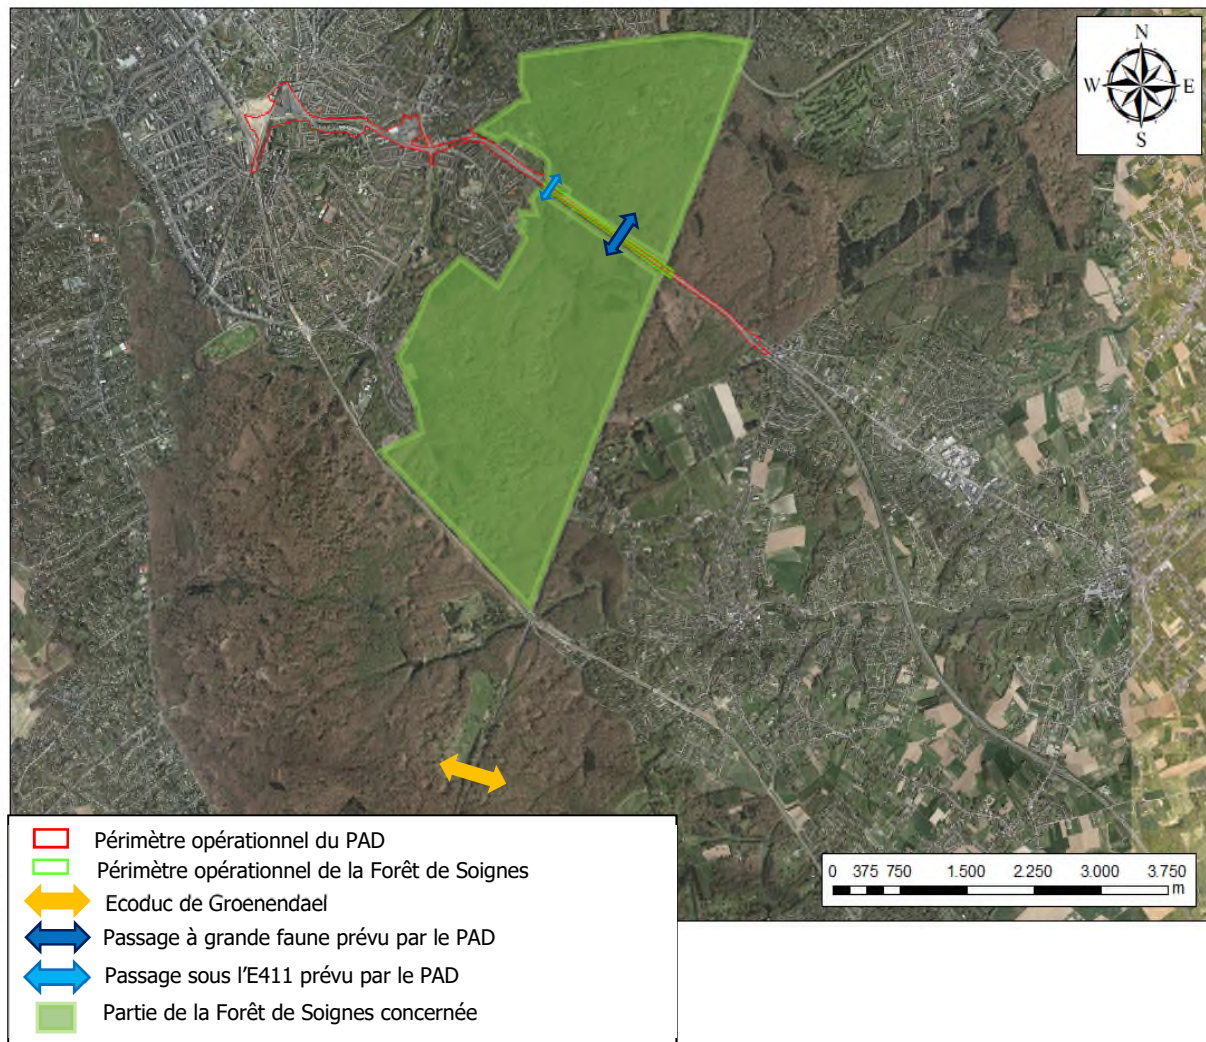 N
W E
S
Périmètre opérationnel du PAD
Périmètre opérationnel de la Forêt de Soignes
Ecoduc de Groenendael
Passage à grande faune prévu par le PAD
Passage sous l'E411 prévu par le PAD
Partie de la Forêt de Soignes concernée
0 375 750 1.500 2.250 3.000 3.750
m